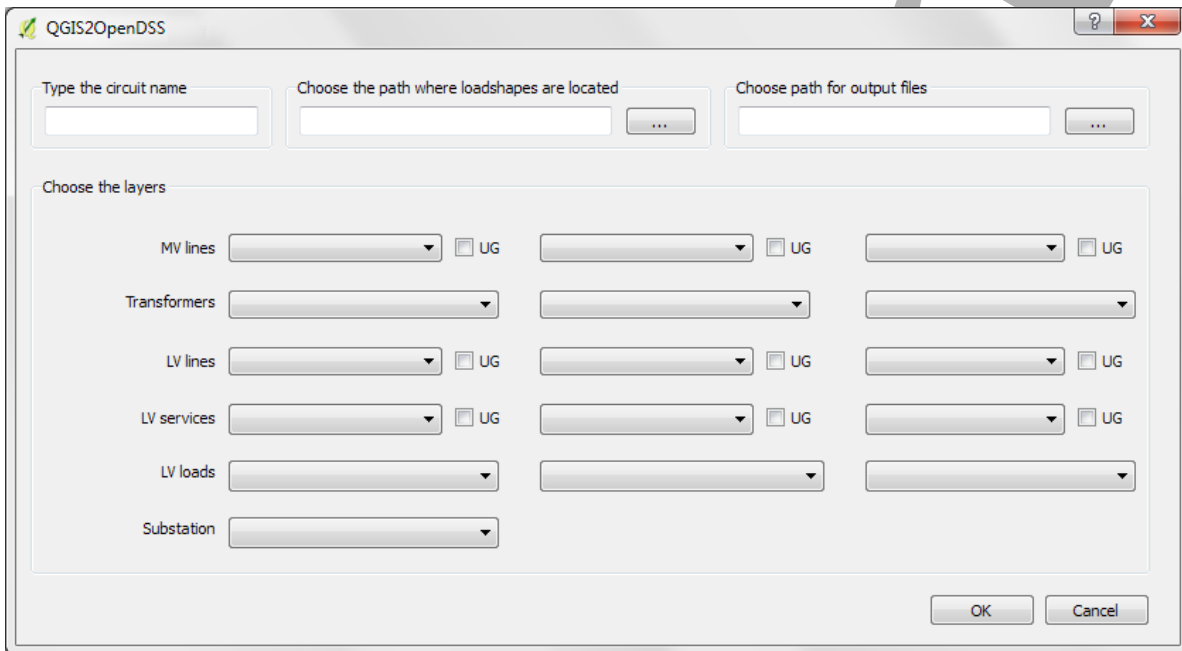 QGIS2OpenDSS
Type the circuit name
Choose the path where loadshapes are located
...
Choose path for output files
...
Choose the layers
MV lines UG UG UG
Transformers
LV lines UG UG UG
LV services UG UG UG
LV loads
Substation
OK Cancel